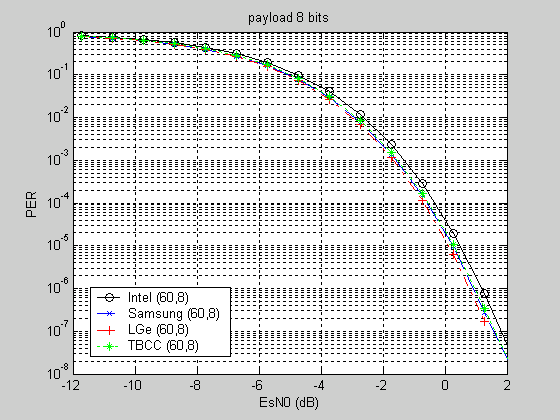 payload 8 bits
10^0
10^-1
10^-2
10^-3
10^-4
10^-5
10^-6
10^-7
10^-8
PER
Intel (60,8)
Samsung (60,8)
LGe (60,8)
TBCC (60,8)
-12 -10 -8 -6 -4 -2 0 2
EsN0 (dB)